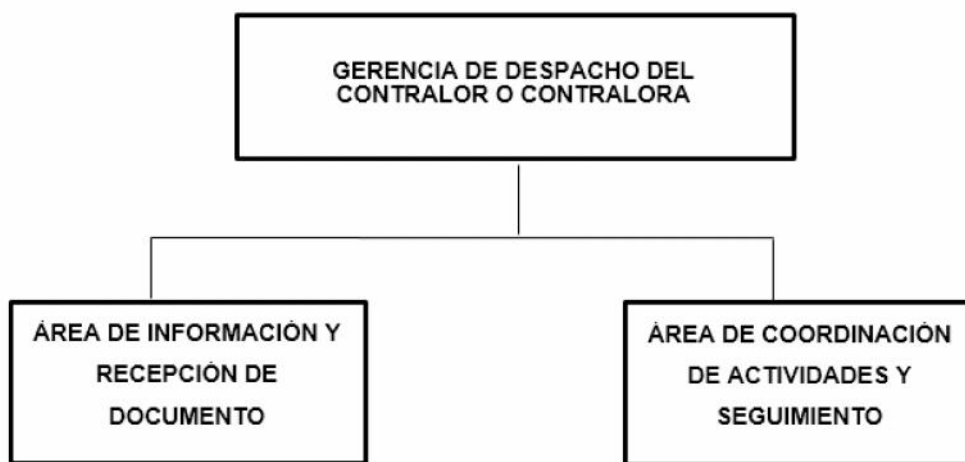 GERENCIA DE DESPACHO DEL
CONTRALOR O CONTRALORA
ÁREA DE INFORMACIÓN Y
RECEPCIÓN DE
DOCUMENTO
ÁREA DE COORDINACIÓN
DE ACTIVIDADES Y
SEGUIMIENTO